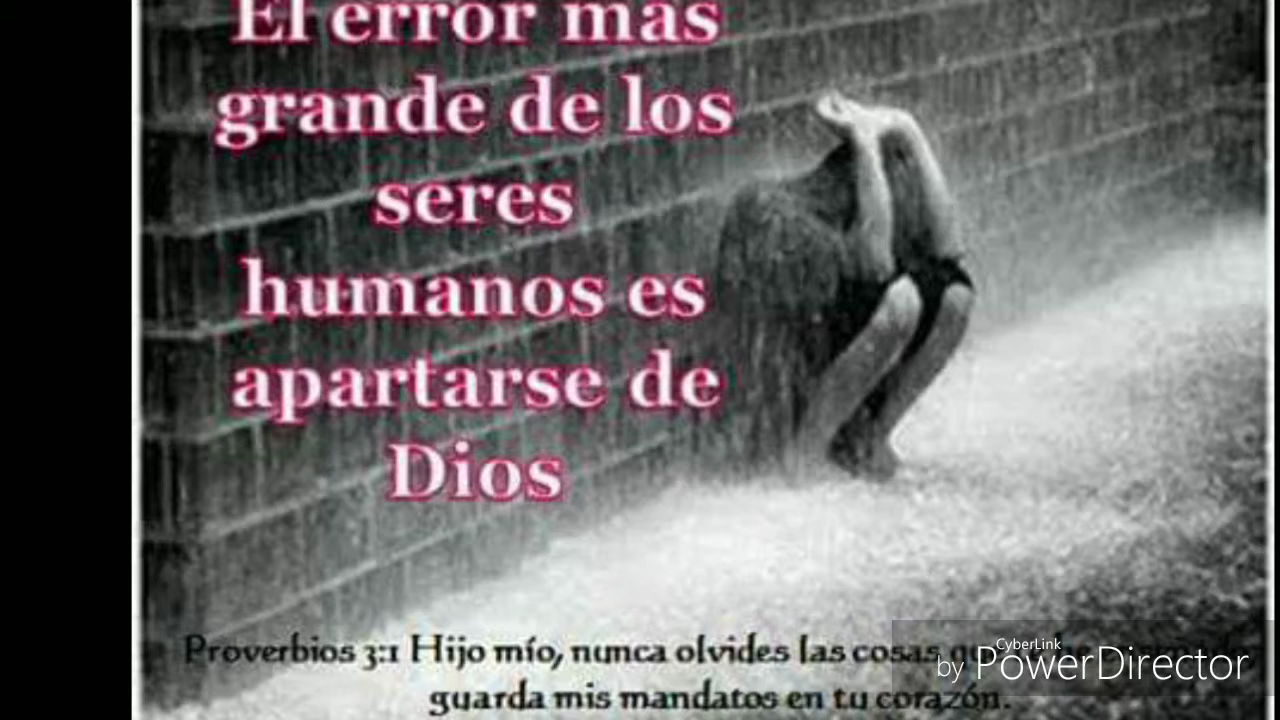 El error más
grande de los
seres
humanos es
apartarse de
Dios
Proverbios 3:1 Hijo mío, nunca olvides las cosas
guarda mis mandatos en tu corazón.
CyberLink
by PowerDirector